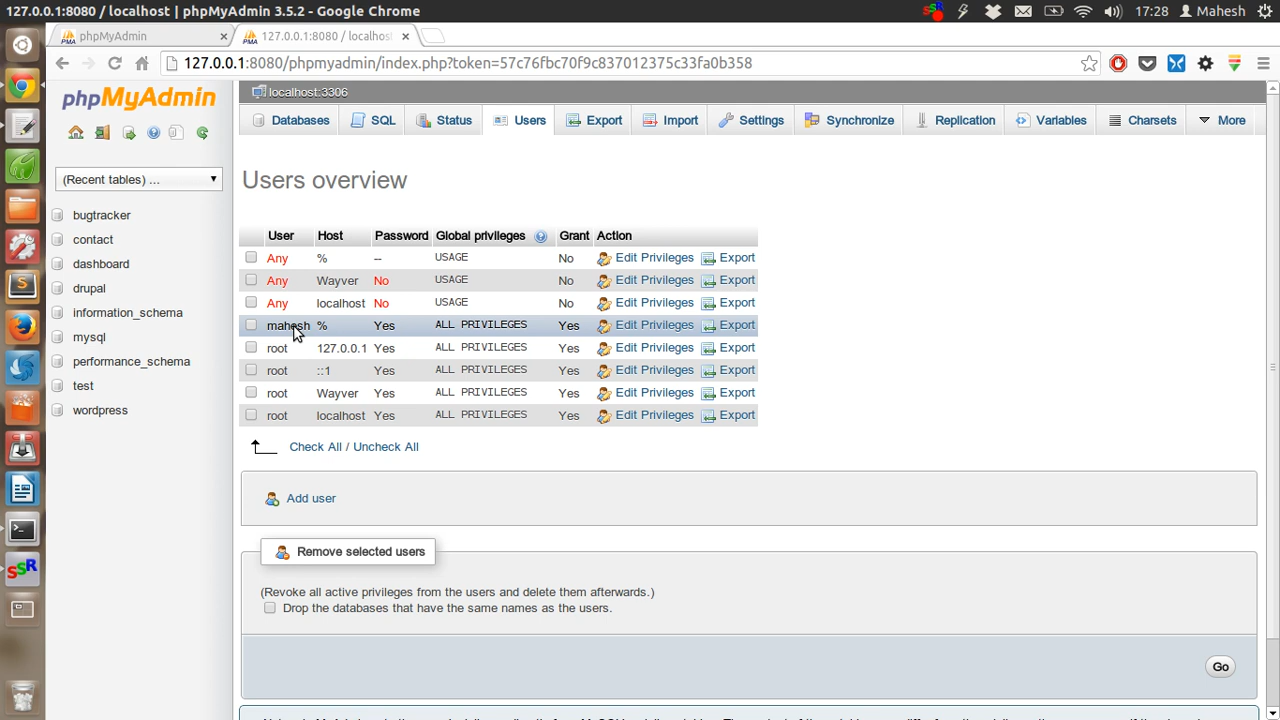 127.0.0.1:8080 / localhost | phpMyAdmin 3.5.2 - Google Chrome
17:28 Mahesh
phpMyAdmin
127.0.0.1:8080 / localhos
127.0.0.1:8080/phpmyadmin/index.php?token=57c76fbc70f9c837012375c33fa0b358
phpMyAdmin
localhost:3306
Databases SQL Status Users Export Import Settings Synchronize Replication Variables Charsets More
(Recent tables) ...
bugtracker
contact
dashboard
drupal
information_schema
mysql
performance_schema
test
wordpress
Users overview
User Host Password Global privileges Grant Action
Any % -- USAGE No Edit Privileges Export
Any Wayver No USAGE No Edit Privileges Export
Any localhost No USAGE No Edit Privileges Export
mahesh % Yes ALL PRIVILEGES Yes Edit Privileges Export
root 127.0.0.1 Yes ALL PRIVILEGES Yes Edit Privileges Export
root ::1 Yes ALL PRIVILEGES Yes Edit Privileges Export
root Wayver Yes ALL PRIVILEGES Yes Edit Privileges Export
root localhost Yes ALL PRIVILEGES Yes Edit Privileges Export
Check All / Uncheck All
Add user
Remove selected users
(Revoke all active privileges from the users and delete them afterwards.)
Drop the databases that have the same names as the users.
Go